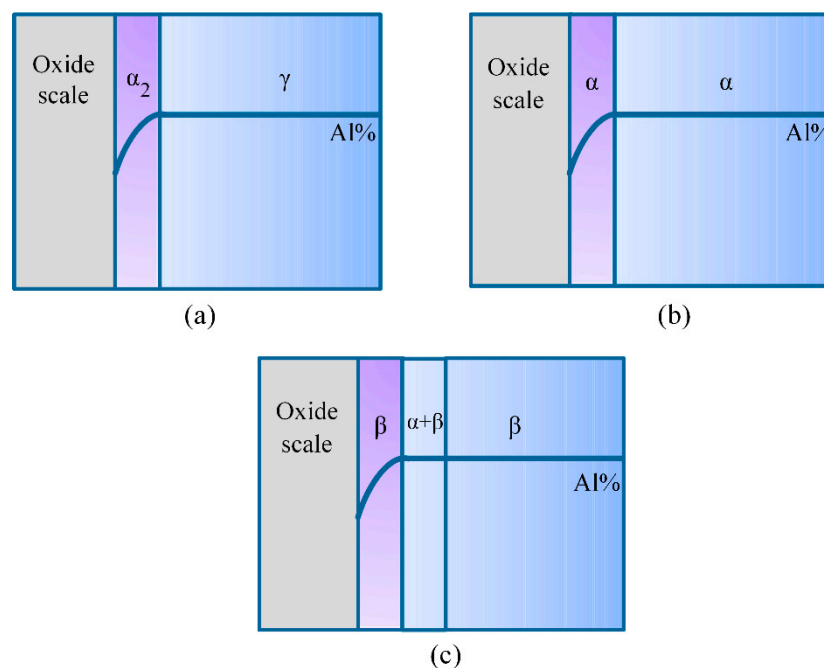 Oxide
scale
α₂
γ
Al%
(a)
Oxide
scale
α
α
Al%
(b)
Oxide
scale
β
α+β
β
Al%
(c)